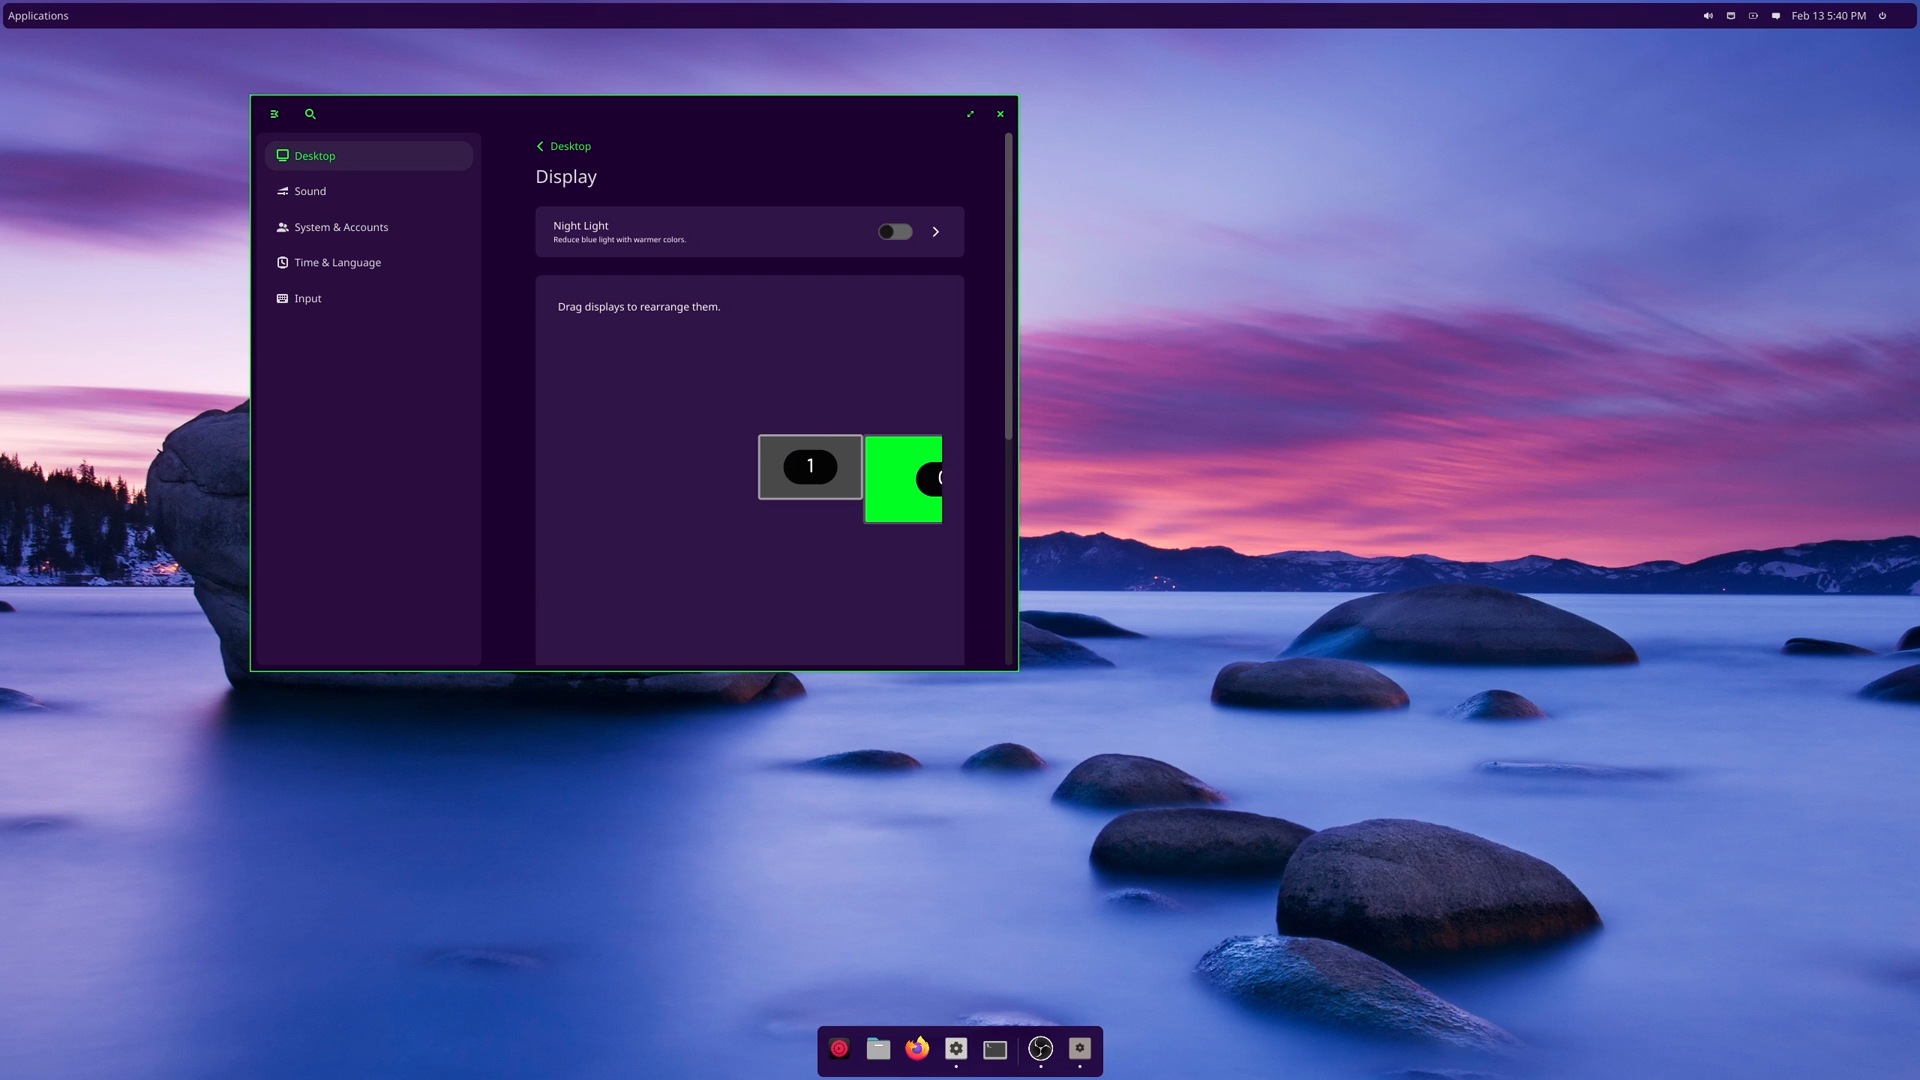 Applications
Feb 13 5:40 PM
Desktop
Sound
System & Accounts
Time & Language
Input
Desktop
Display
Night Light
Reduce blue light with warmer colors.
Drag displays to rearrange them.
1